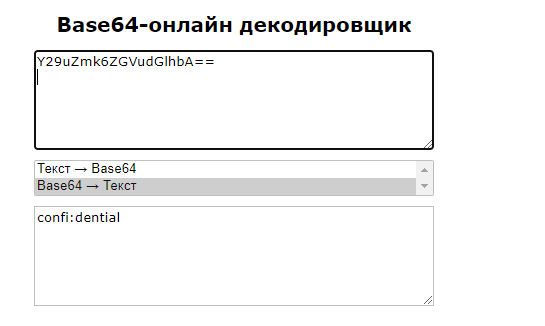 Base64-онлайн декодировщик
Y29uZmk6ZGVudGlhbA==
Текст → Base64
Base64 → Текст
confi:dential